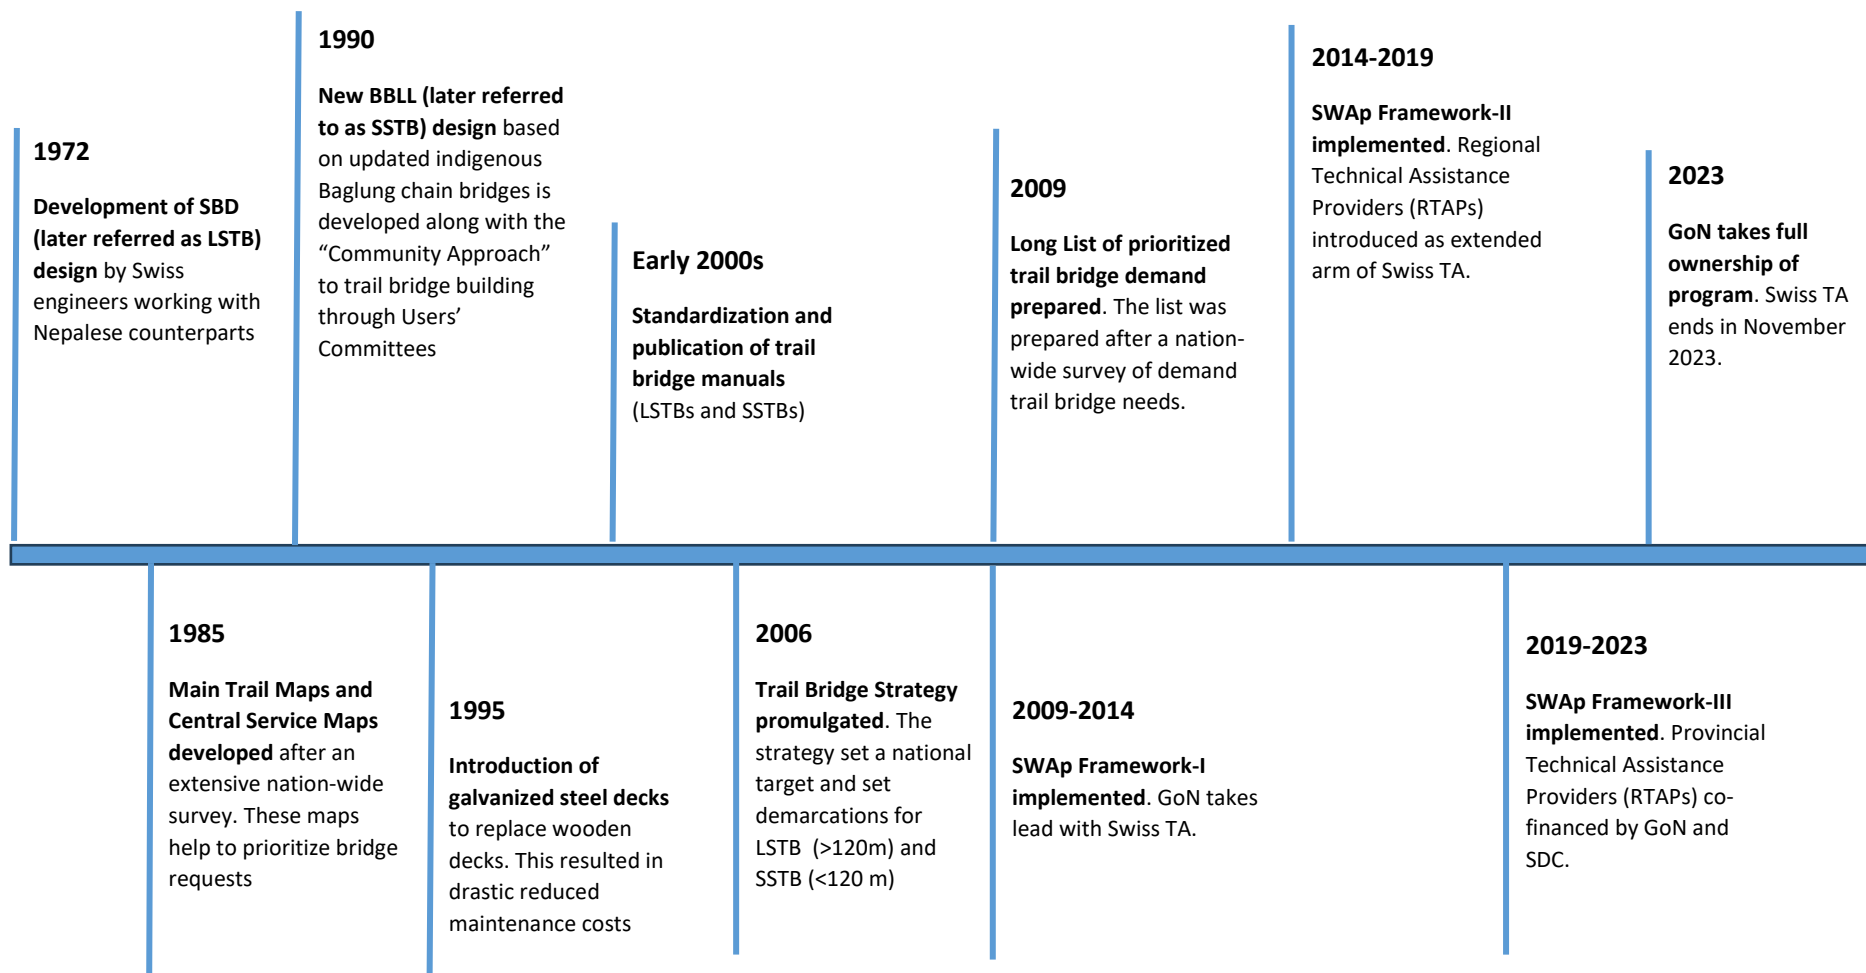 1972
Development of SBD
(later referred as LSTB)
design by Swiss
engineers working with
Nepalese counterparts
1990
New BBLL (later referred
to as SSTB) design based
on updated indigenous
Baglung chain bridges is
developed along with the
“Community Approach”
to trail bridge building
through Users’
Committees
Early 2000s
Standardization and
publication of trail
bridge manuals
(LSTBs and SSTBs)
2009
Long List of prioritized
trail bridge demand
prepared. The list was
prepared after a nation-
wide survey of demand
trail bridge needs.
2014-2019
SWAp Framework-II
implemented. Regional
Technical Assistance
Providers (RTAPs)
introduced as extended
arm of Swiss TA.
2023
GoN takes full
ownership of
program. Swiss TA
ends in November
2023.
1985
Main Trail Maps and
Central Service Maps
developed after an
extensive nation-wide
survey. These maps
help to prioritize bridge
requests
1995
Introduction of
galvanized steel decks
to replace wooden
decks. This resulted in
drastic reduced
maintenance costs
2006
Trail Bridge Strategy
promulgated. The
strategy set a national
target and set
demarcations for
LSTB (>120m) and
SSTB (<120 m)
2009-2014
SWAp Framework-I
implemented. GoN takes
lead with Swiss TA.
2019-2023
SWAp Framework-III
implemented. Provincial
Technical Assistance
Providers (RTAPs) co-
financed by GoN and
SDC.